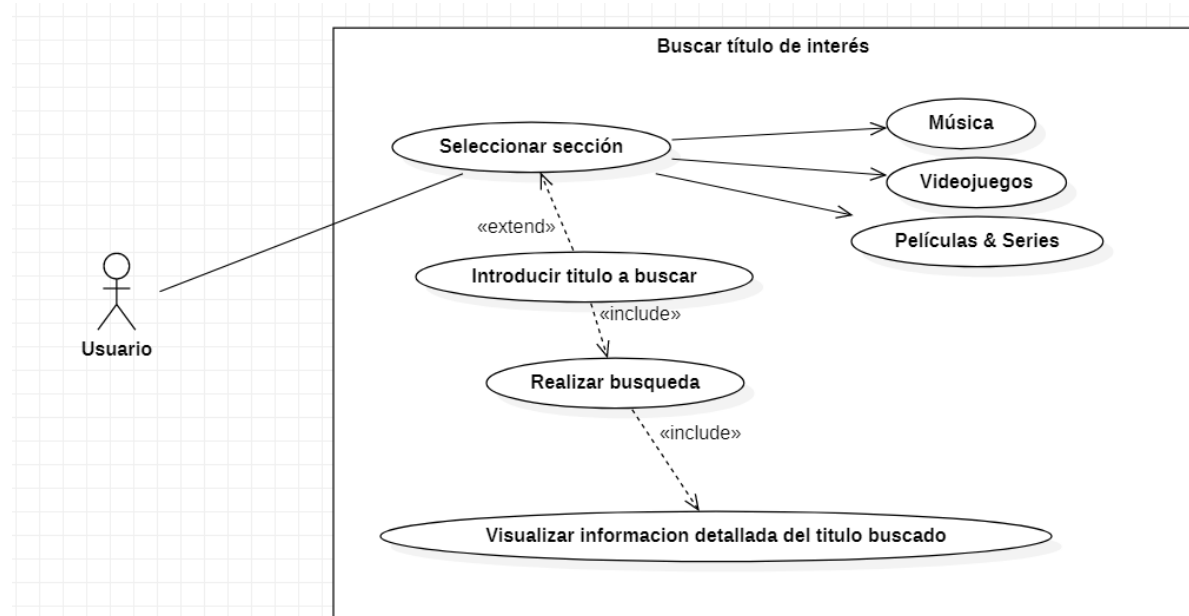 Buscar título de interés
Música
Seleccionar sección
Videojuegos
«extend»
Películas & Series
Introducir titulo a buscar
«include»
Usuario
Realizar busqueda
«include»
Visualizar informacion detallada del titulo buscado